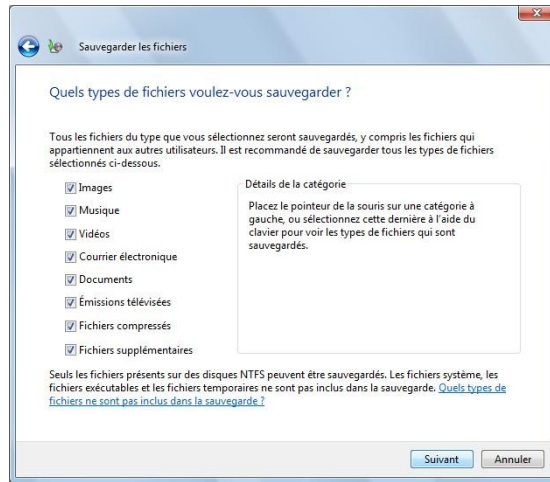 Sauvegarder les fichiers
Quels types de fichiers voulez-vous sauvegarder ?
Tous les fichiers du type que vous sélectionnez seront sauvegardés, y compris les fichiers qui
appartiennent aux autres utilisateurs. Il est recommandé de sauvegarder tous les types de fichiers
sélectionnés ci-dessous.
Images
Musique
Vidéos
Courrier électronique
Documents
Émissions télévisées
Fichiers compressés
Fichiers supplémentaires
Détails de la catégorie
Placez le pointeur de la souris sur une catégorie à
gauche, ou sélectionnez cette dernière à l'aide du
clavier pour voir les types de fichiers qui sont
sauvegardés.
Seuls les fichiers présents sur des disques NTFS peuvent être sauvegardés. Les fichiers système, les
fichiers exécutables et les fichiers temporaires ne sont pas inclus dans la sauvegarde. Quels types de
fichiers ne sont pas inclus dans la sauvegarde ?
Suivant
Annuler